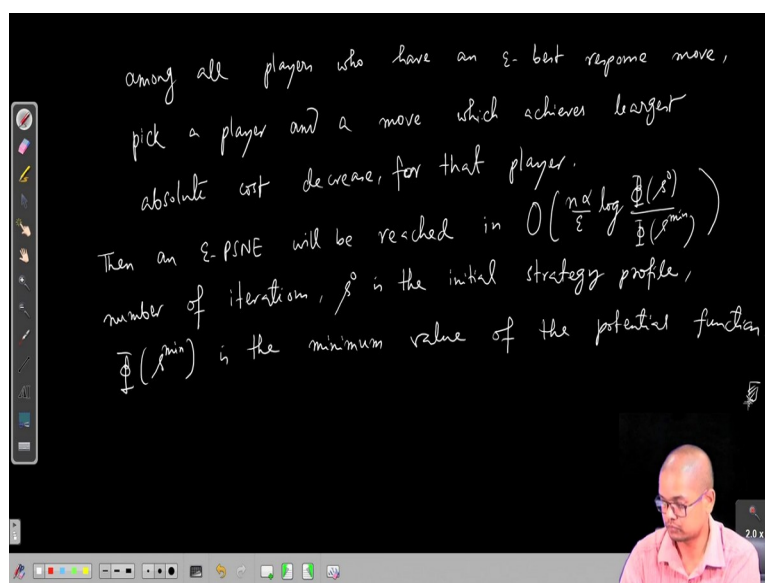 among all players who have an ε-best response move,
pick a player and a move which achieves largest
absolute cost decrease, for that player.
Then an ε-PSNE will be reached in O( nα/ε log Φ(s⁰)/Φ(s^min) )
number of iterations, s⁰ is the initial strategy profile,
Φ(s^min) is the minimum value of the potential function
2.0 x